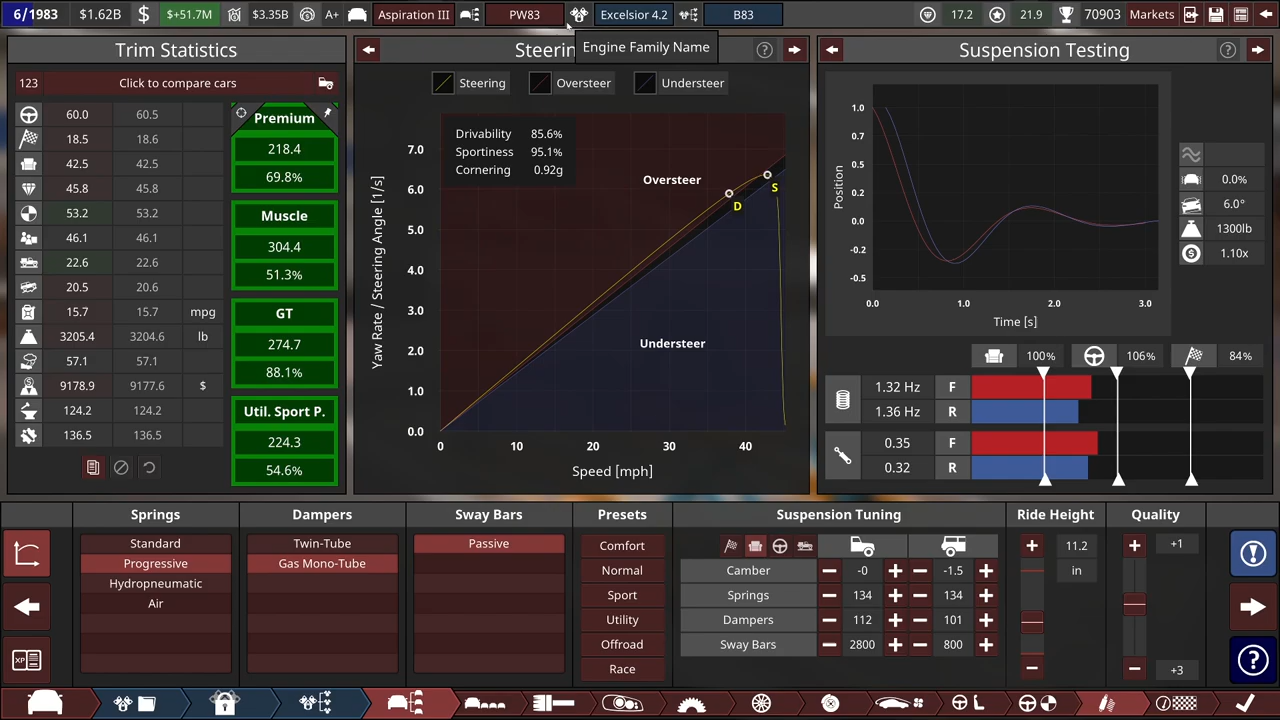 6/1983 $1.62B $ $+51.7M $3.35B A+ Aspiration III PW83 Excelsior 4.2 B83 17.2 21.9 70903 Markets
Engine Family Name
Trim Statistics
123 Click to compare cars
60.0 60.5
18.5 18.6
42.5 42.5
45.8 45.8
53.2 53.2
46.1 46.1
22.6 22.6
20.5 20.6
15.7 15.7 mpg
3205.4 3204.6 lb
57.1 57.1
9178.9 9177.6 $
124.2 124.2
136.5 136.5
Premium
218.4
69.8%
Muscle
304.4
51.3%
GT
274.7
88.1%
Util. Sport P.
224.3
54.6%
Steerin
?
Steering Oversteer Understeer
Drivability 85.6%
Sportiness 95.1%
Cornering 0.92g
Oversteer
D
S
Understeer
Yaw Rate / Steering Angle [1/s]
7.0
6.0
5.0
4.0
3.0
2.0
1.0
0.0
0 10 20 30 40
Speed [mph]
Suspension Testing
?
Position
1.0
0.7
0.5
0.2
0.0
-0.2
-0.5
0.0 1.0 2.0 3.0
Time [s]
0.0%
6.0°
1300lb
1.10x
100% 106% 84%
1.32 Hz F
1.36 Hz R
0.35 F
0.32 R
Springs
Standard
Progressive
Hydropneumatic
Air
Dampers
Twin-Tube
Gas Mono-Tube
Sway Bars
Passive
Presets
Comfort
Normal
Sport
Utility
Offroad
Race
Suspension Tuning
Camber -0 -1.5
Springs 134 134
Dampers 112 101
Sway Bars 2800 800
Ride Height
11.2
in
Quality
+1
+3
XP
?